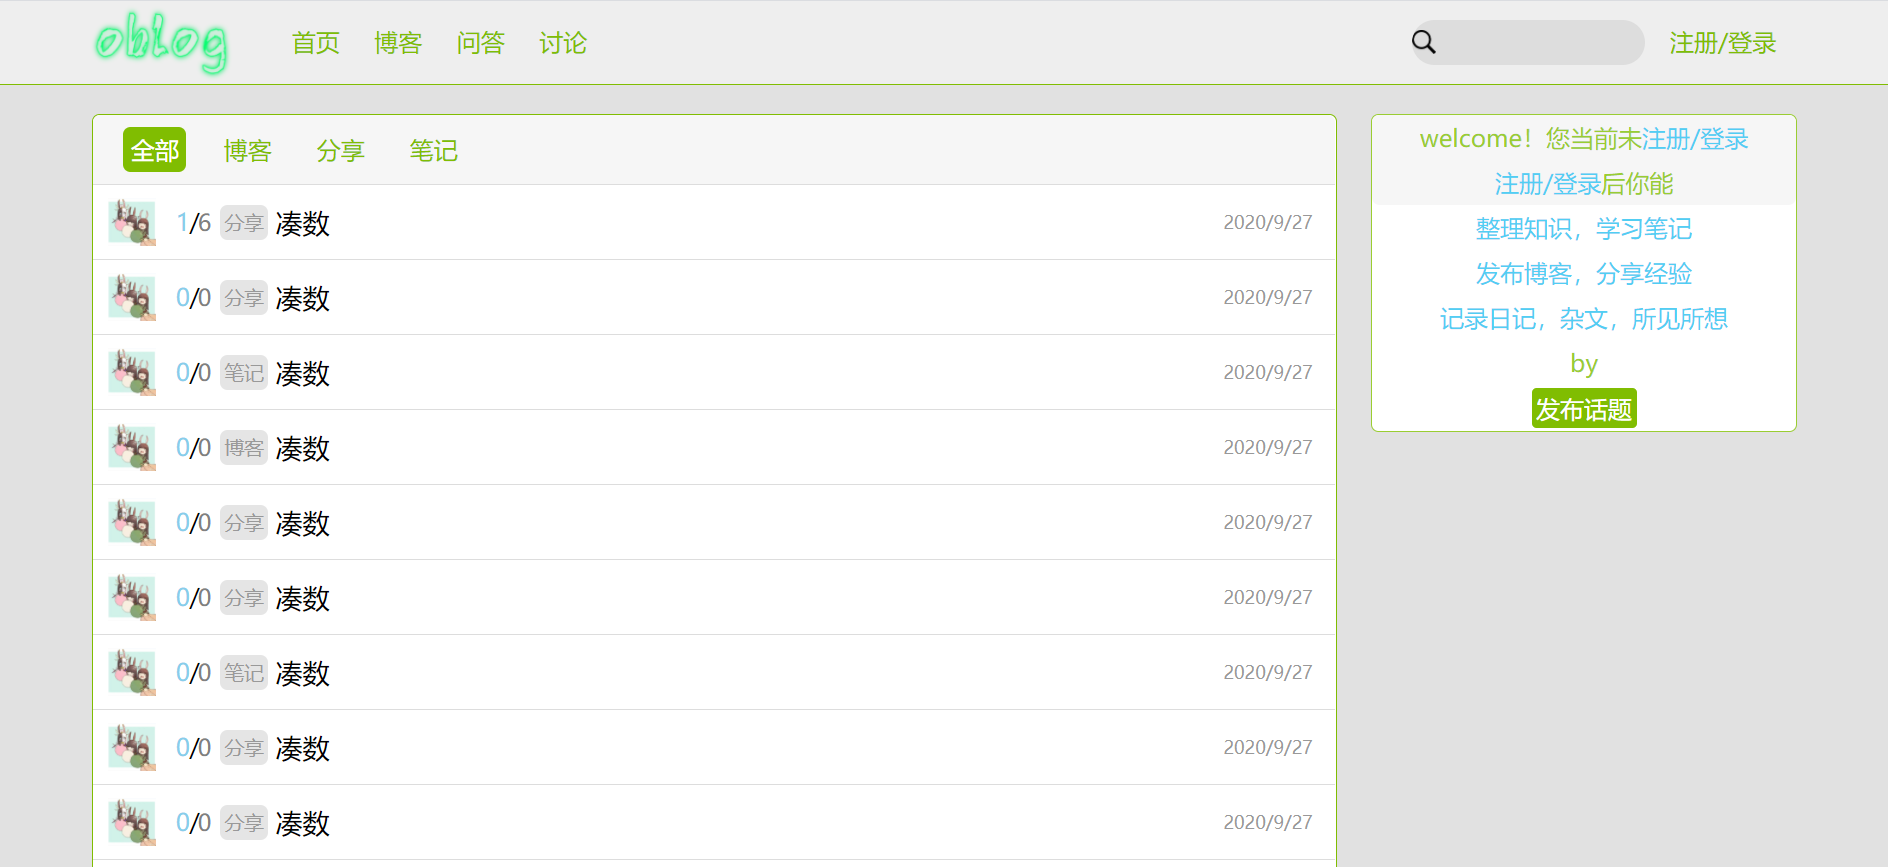 oblog 首页 博客 问答 讨论 注册/登录
全部 博客 分享 笔记
1/6 分享 凑数 2020/9/27
0/0 分享 凑数 2020/9/27
0/0 笔记 凑数 2020/9/27
0/0 博客 凑数 2020/9/27
0/0 分享 凑数 2020/9/27
0/0 分享 凑数 2020/9/27
0/0 笔记 凑数 2020/9/27
0/0 分享 凑数 2020/9/27
0/0 分享 凑数 2020/9/27
welcome！您当前未注册/登录
注册/登录后你能
整理知识，学习笔记
发布博客，分享经验
记录日记，杂文，所见所想
by
发布话题